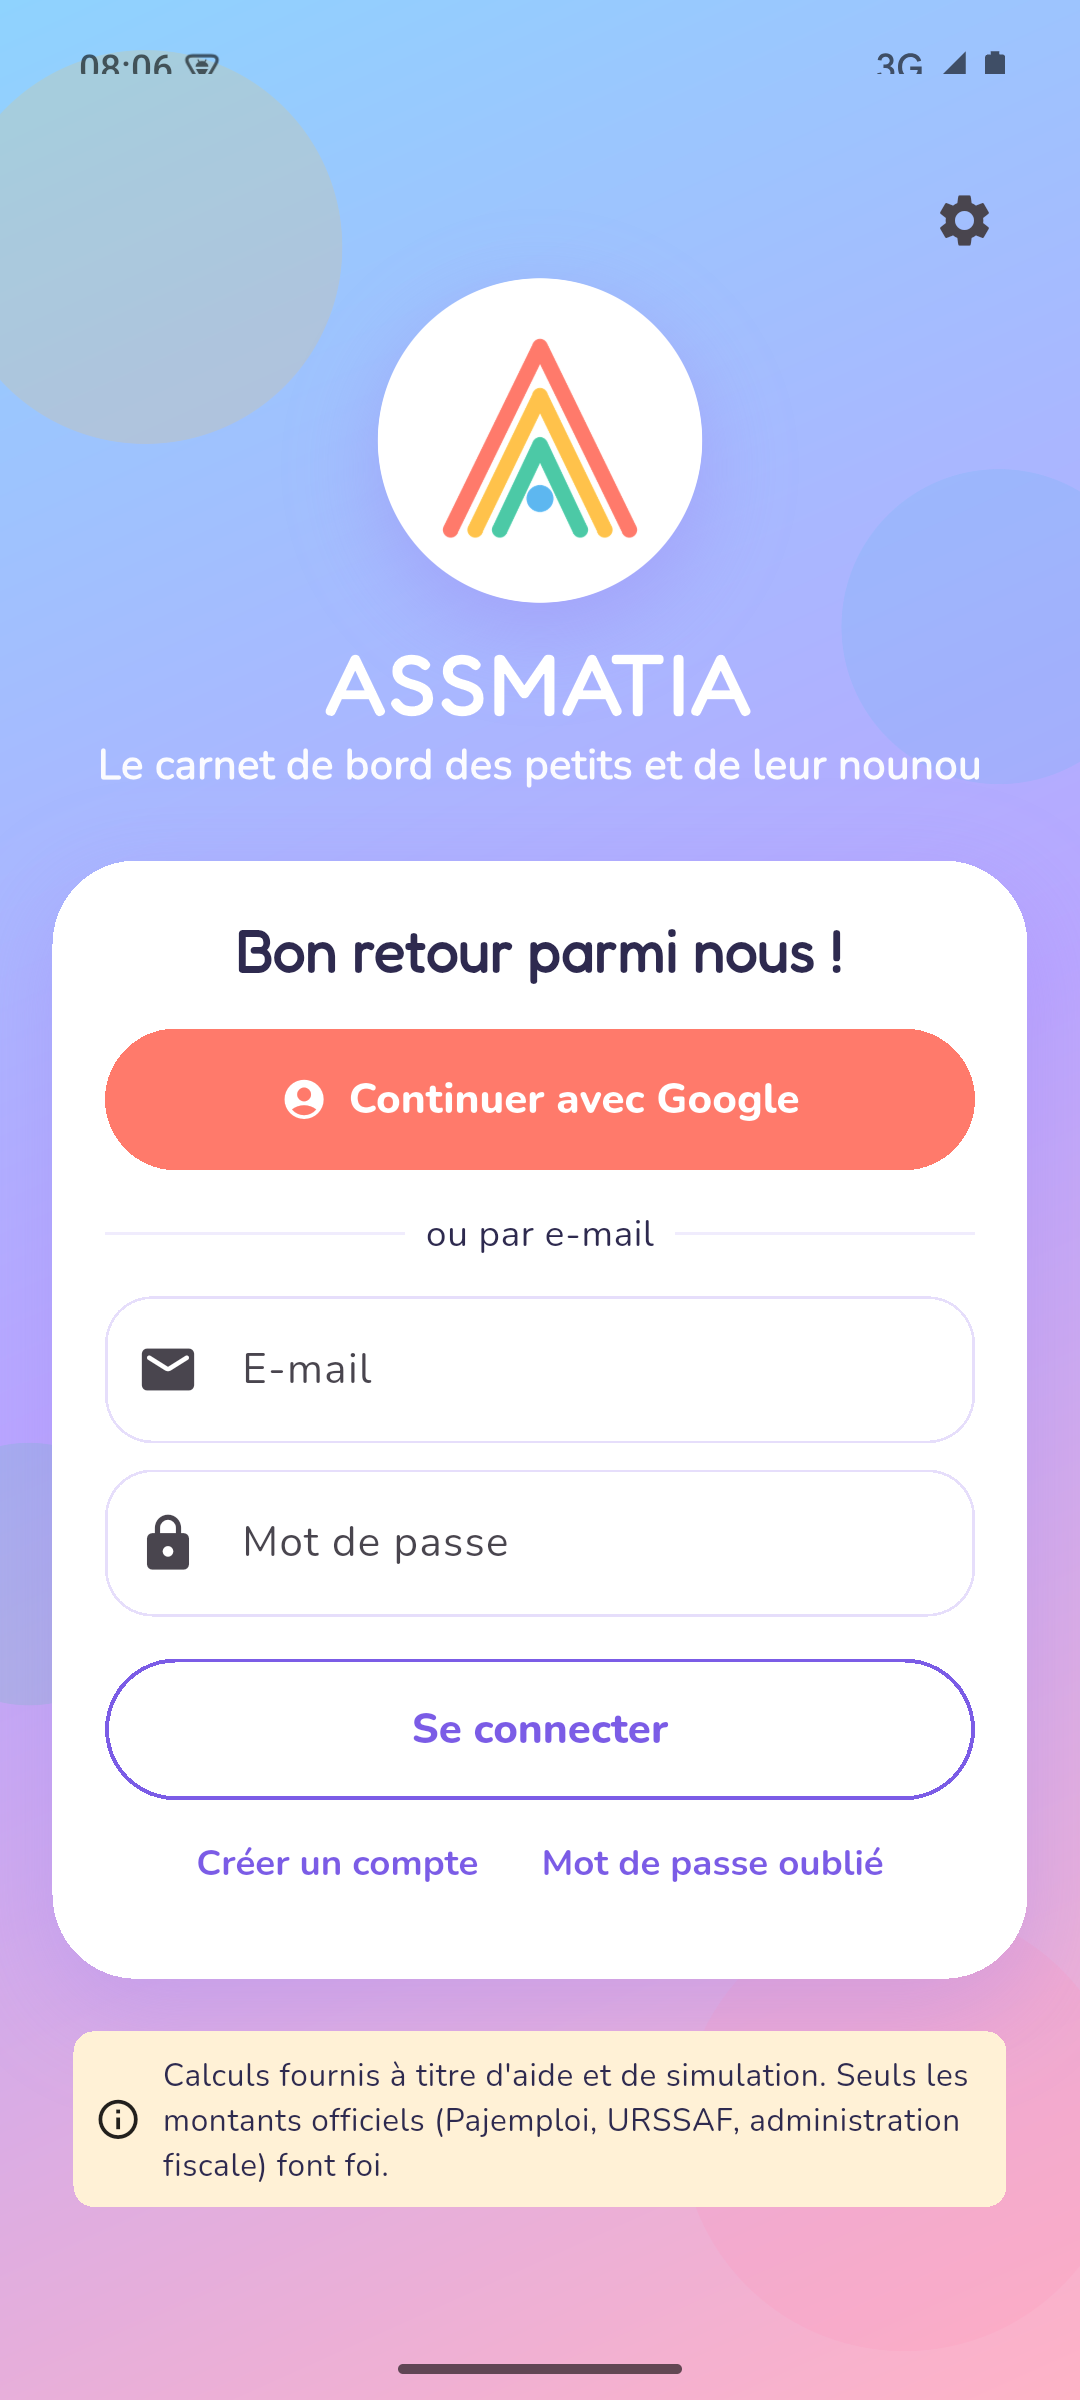 08:06
3G
ASSMATIA
Le carnet de bord des petits et de leur nounou
Bon retour parmi nous !
Continuer avec Google
ou par e-mail
E-mail
Mot de passe
Se connecter
Créer un compte
Mot de passe oublié
Calculs fournis à titre d'aide et de simulation. Seuls les
montants officiels (Pajemploi, URSSAF, administration
fiscale) font foi.